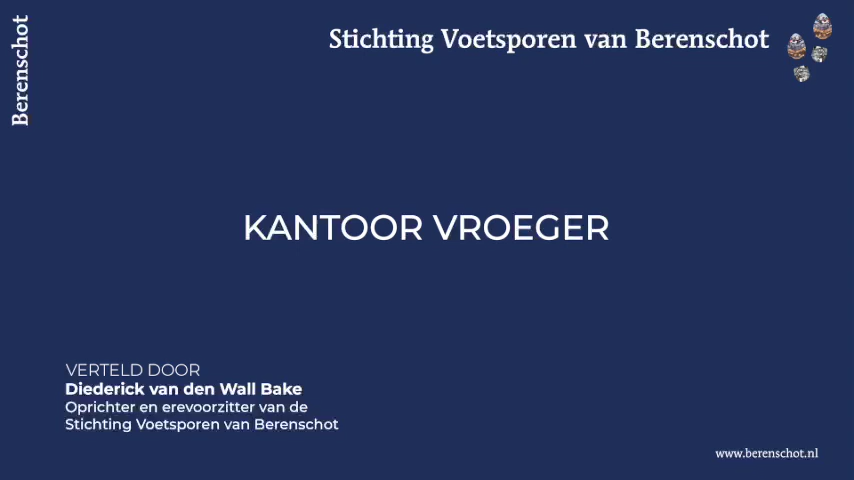 Berenschot
Stichting Voetsporen van Berenschot
KANTOOR VROEGER
VERTELD DOOR
Diederick van den Wall Bake
Oprichter en erevoorzitter van de
Stichting Voetsporen van Berenschot
www.berenschot.nl